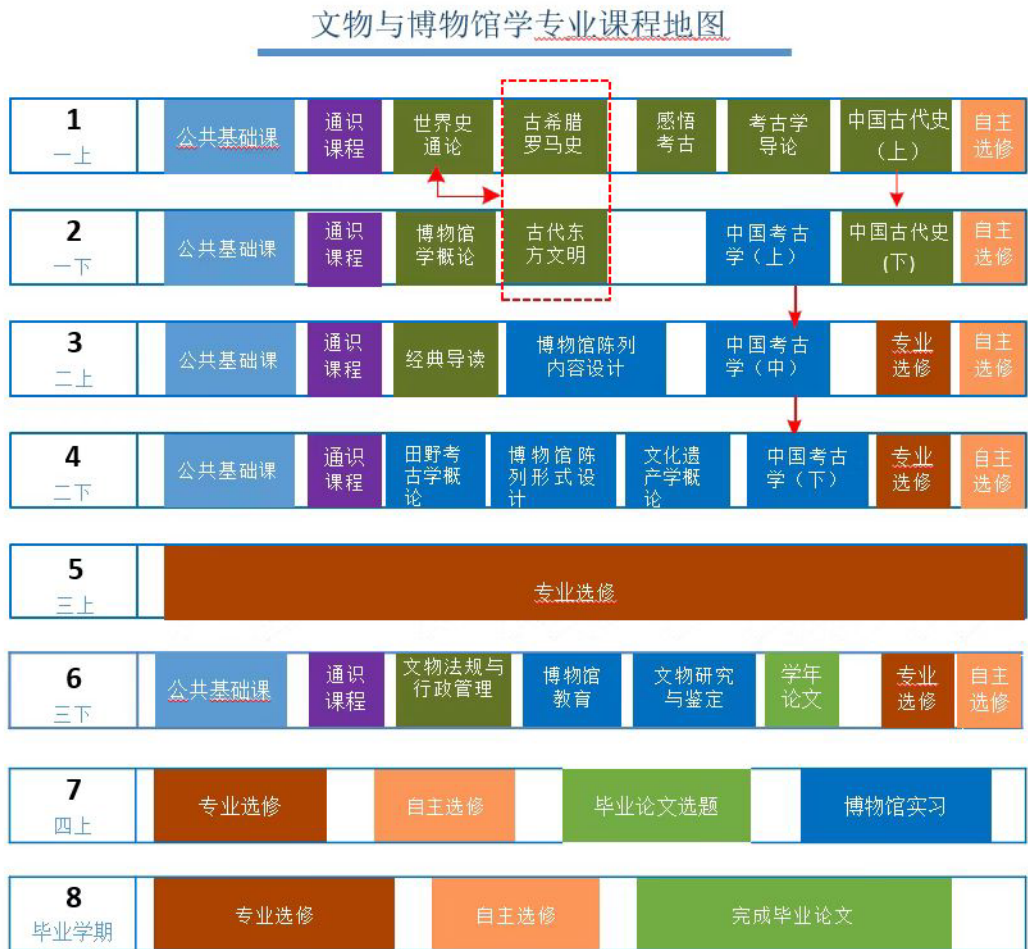 文物与博物馆学专业课程地图
1
一上
公共基础课
通识
课程
世界史
通论
古希腊
罗马史
感悟
考古
考古学
导论
中国古代史
（上）
自主
选修
2
一下
公共基础课
通识
课程
博物馆
学概论
古代东
方文明
中国考古
学（上）
中国古代史
(下)
自主
选修
3
二上
公共基础课
通识
课程
经典导读
博物馆陈列
内容设计
中国考古
学（中）
专业
选修
自主
选修
4
二下
公共基础课
通识
课程
田野考
古学概
论
博物馆陈
列形式设
计
文化遗
产学概
论
中国考古
学（下）
专业
选修
自主
选修
5
三上
专业选修
6
三下
公共基础课
通识
课程
文物法规与
行政管理
博物馆
教育
文物研究
与鉴定
学年
论文
专业
选修
自主
选修
7
四上
专业选修
自主选修
毕业论文选题
博物馆实习
8
毕业学期
专业选修
自主选修
完成毕业论文